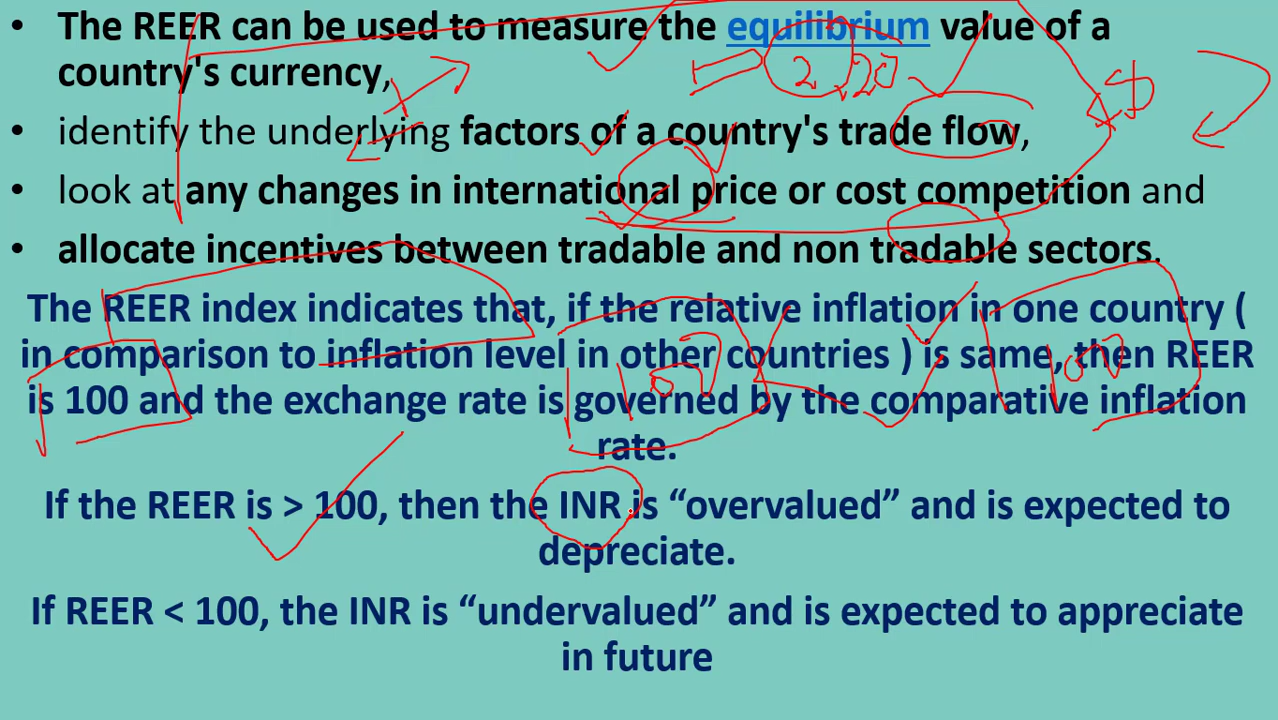 • The REER can be used to measure the equilibrium value of a
country's currency,
• identify the underlying factors of a country's trade flow,
• look at any changes in international price or cost competition and
• allocate incentives between tradable and non tradable sectors.
The REER index indicates that, if the relative inflation in one country (
in comparison to inflation level in other countries ) is same, then REER
is 100 and the exchange rate is governed by the comparative inflation
rate.
If the REER is > 100, then the INR is “overvalued” and is expected to
depreciate.
If REER < 100, the INR is “undervalued” and is expected to appreciate
in future